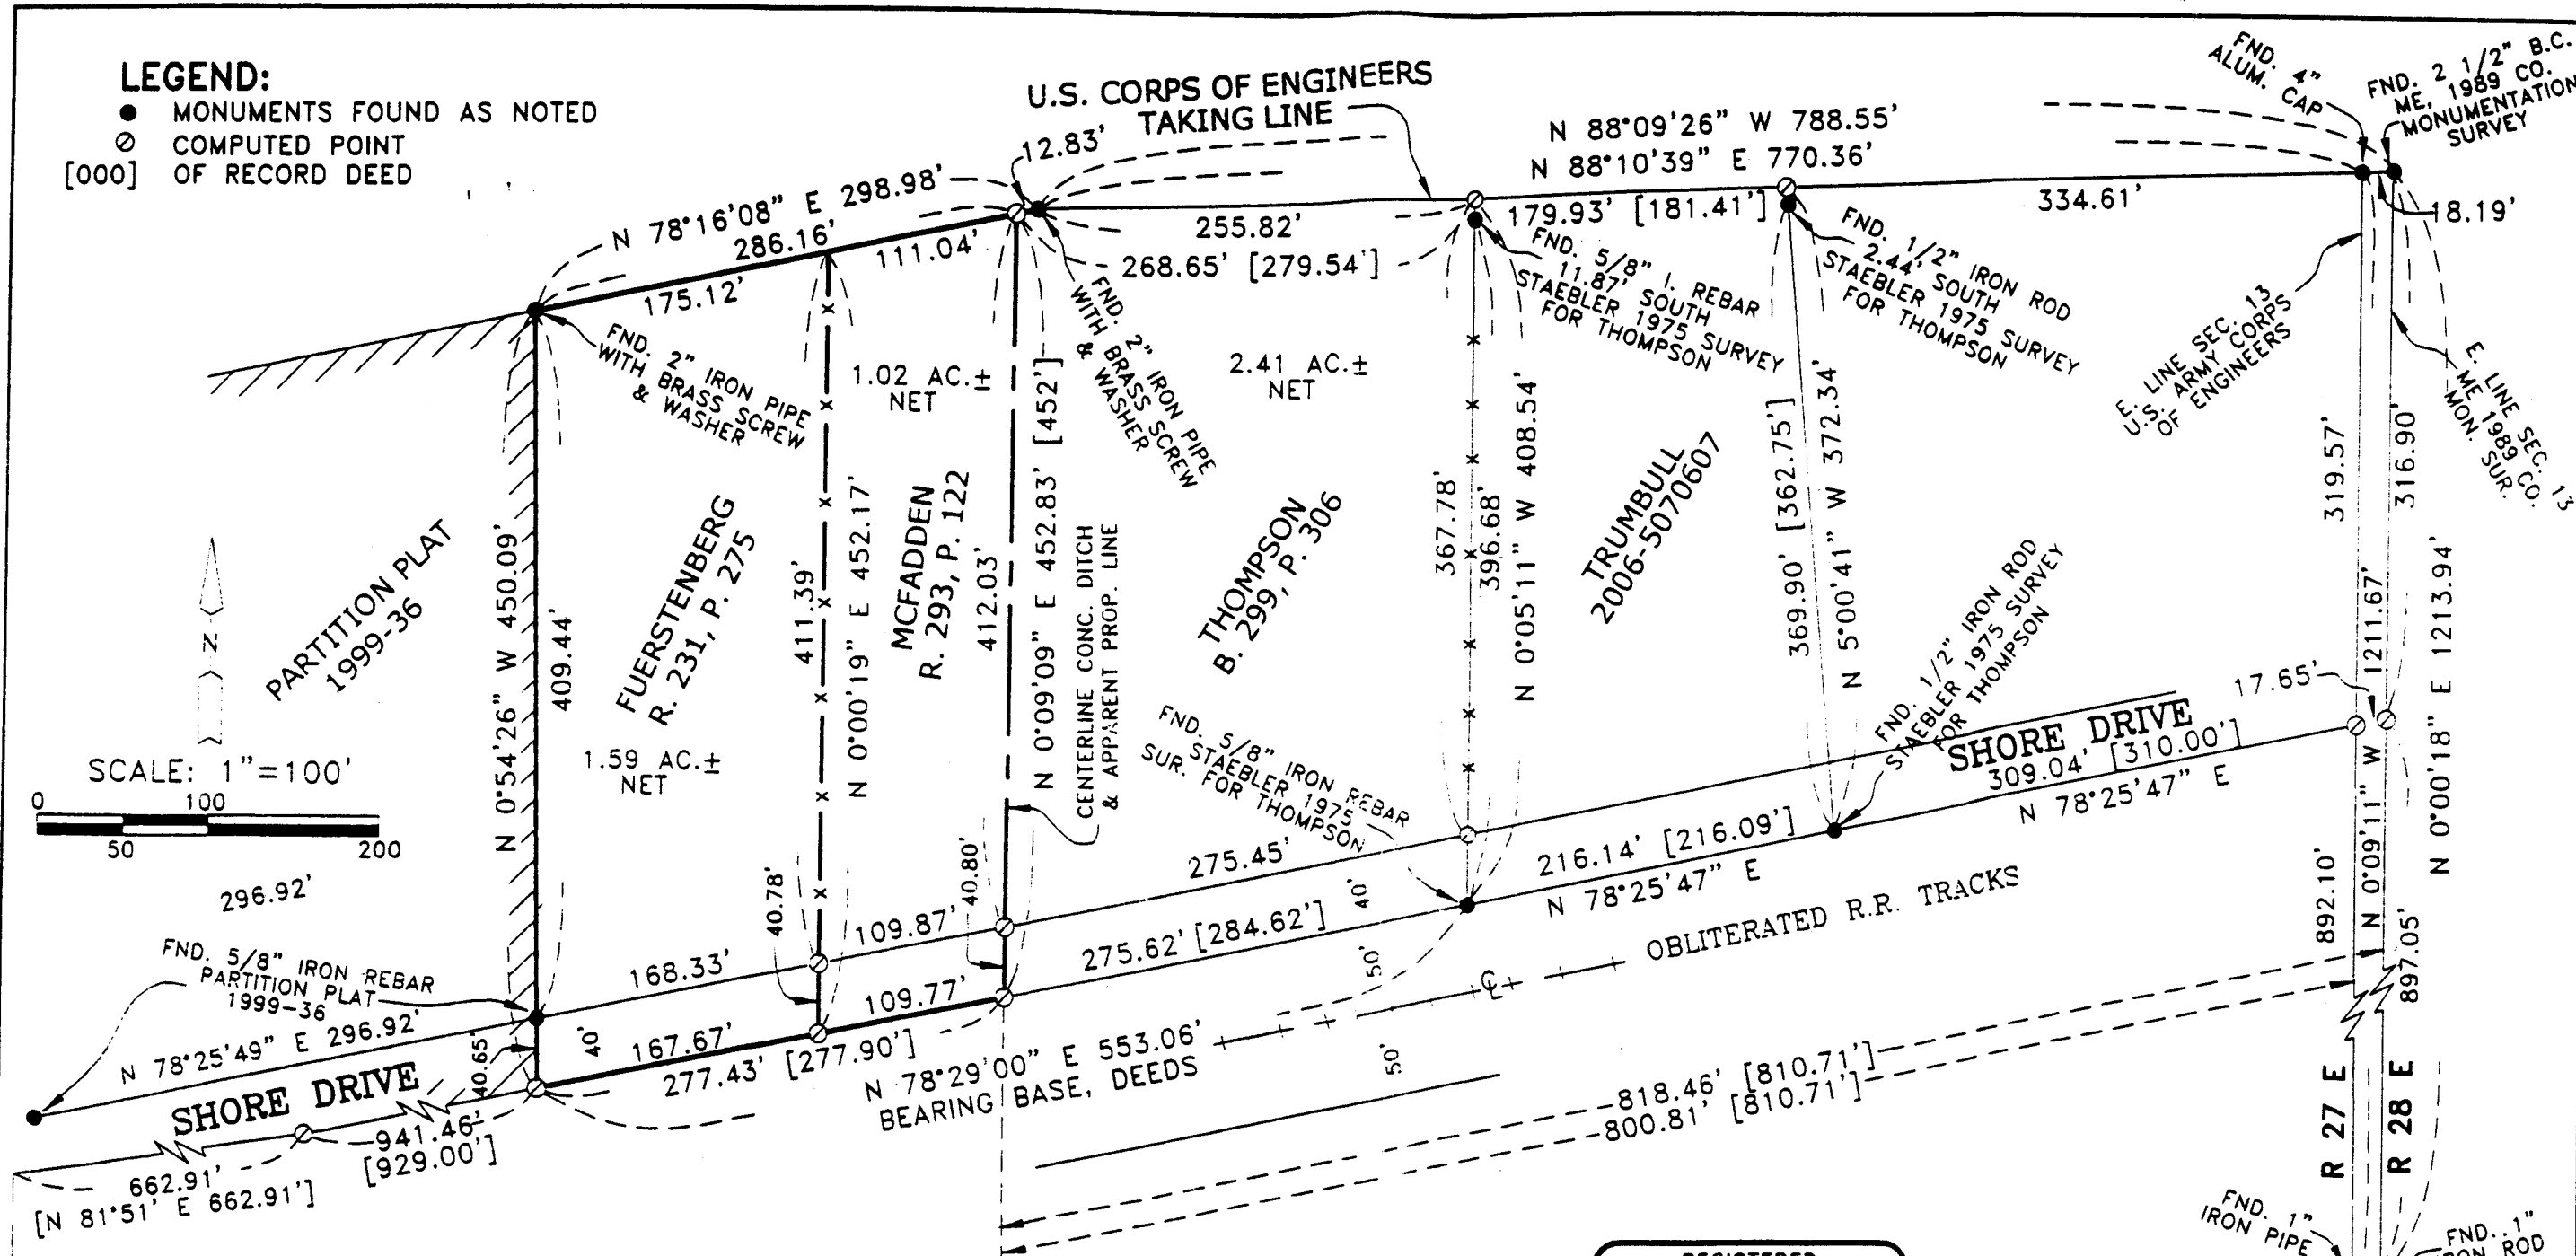 LEGEND:
MONUMENTS FOUND AS NOTED
COMPUTED POINT
[000] OF RECORD DEED
U.S. CORPS OF ENGINEERS
TAKING LINE
12.83'
N 78°16'08" E 298.98'
286.16'
175.12'
111.04'
255.82'
268.65' [279.54']
N 88°09'26" W 788.55'
N 88°10'39" E 770.36'
179.93' [181.41']
334.61'
18.19'
FND. 4"
ALUM. CAP
FND. 2 1/2" B.C.
ME, 1989 CO.
MONUMENTATION
SURVEY
FND. 2" IRON PIPE
WITH BRASS SCREW
& WASHER
FND. 2" IRON PIPE
WITH BRASS SCREW
& WASHER
FND. 5/8" I. REBAR
11.87' SOUTH
STAEBLER 1975 SURVEY
FOR THOMPSON
FND. 1/2" IRON ROD
2.44' SOUTH
STAEBLER 1975 SURVEY
FOR THOMPSON
E. LINE SEC. 13
U.S. ARMY CORPS
OF ENGINEERS
E. LINE SEC. 13
ME 1989 CO.
MON. SUR.
PARTITION PLAT
1999-36
N
SCALE: 1"=100'
0 100
50 200
N 0°54'26" W 450.09'
409.44'
FUERSTENBERG
R. 231, P. 275
1.59 AC.±
NET
411.39'
N 0°00'19" E 452.17'
1.02 AC.±
NET
MCFADDEN
R. 293, P. 122
412.03'
N 0°09'09" E 452.83' [452']
CENTERLINE CONC. DITCH
& APPARENT PROP. LINE
2.41 AC.±
NET
THOMPSON
B. 299, P. 306
367.78'
396.68'
N 0°05'11" W 408.54'
TRUMBULL
2006-5070607
369.90' [362.75']
N 5°00'41" W 372.34'
FND. 1/2" IRON ROD
STAEBLER 1975 SURVEY
FOR THOMPSON
319.57'
316.90'
1211.67'
N 0°09'11" W
N 0°00'18" E 1213.94'
17.65'
892.10'
897.05'
FND. 5/8" IRON REBAR
STAEBLER 1975
SUR. FOR THOMPSON
SHORE DRIVE
309.04' [310.00']
N 78°25'47" E
275.45'
216.14' [216.09']
N 78°25'47" E
40'
275.62' [284.62']
50'
OBLITERATED R.R. TRACKS
296.92'
FND. 5/8" IRON REBAR
PARTITION PLAT
1999-36
N 78°25'49" E 296.92'
40.65'
40'
168.33'
40.78'
109.87'
40.80'
167.67'
109.77'
277.43' [277.90']
N 78°29'00" E 553.06'
BEARING BASE, DEEDS
50'
SHORE DRIVE
941.46'
[929.00']
662.91'
[N 81°51' E 662.91']
818.46' [810.71']
800.81' [810.71']
R 27 E
R 28 E
FND. 1"
IRON PIPE
FND. 1"
IRON ROD
REGISTERED